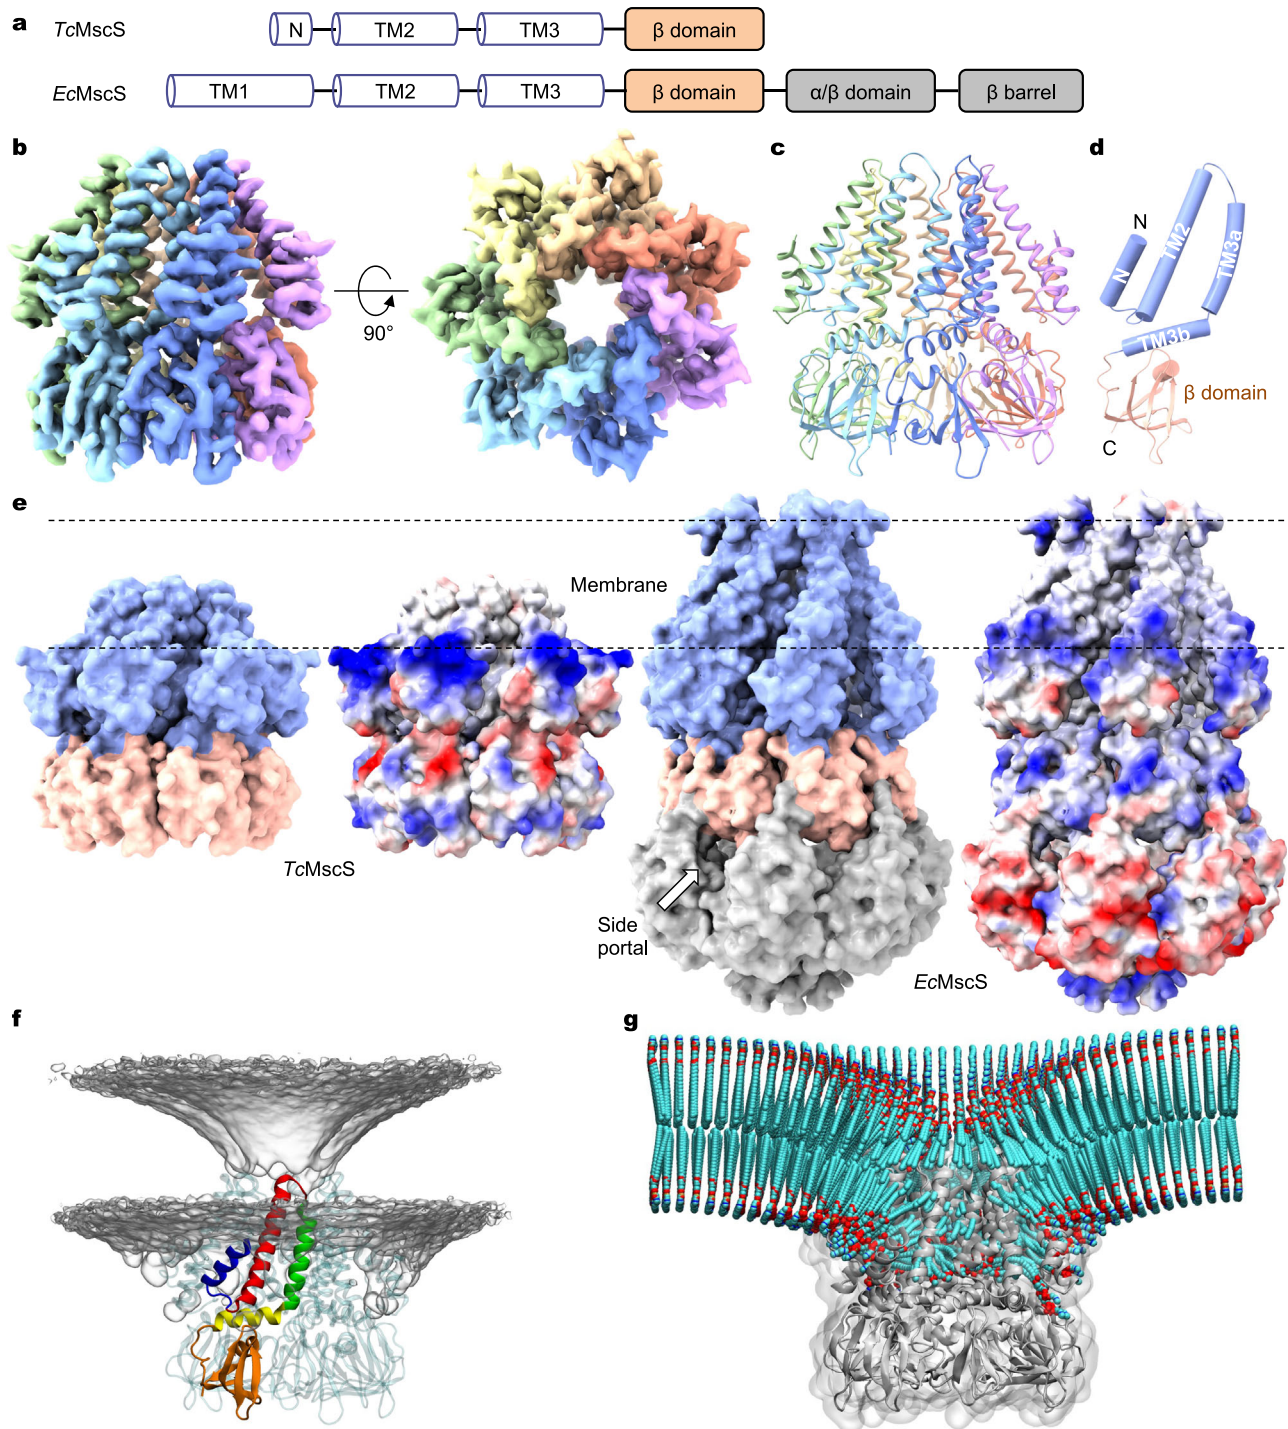 a
TcMscS
N
TM2
TM3
β domain
EcMscS
TM1
TM2
TM3
β domain
α/β domain
β barrel
b
90°
c
d
N
N
TM2
TM3a
TM3b
β domain
C
e
Membrane
TcMscS
Side
portal
EcMscS
f
g